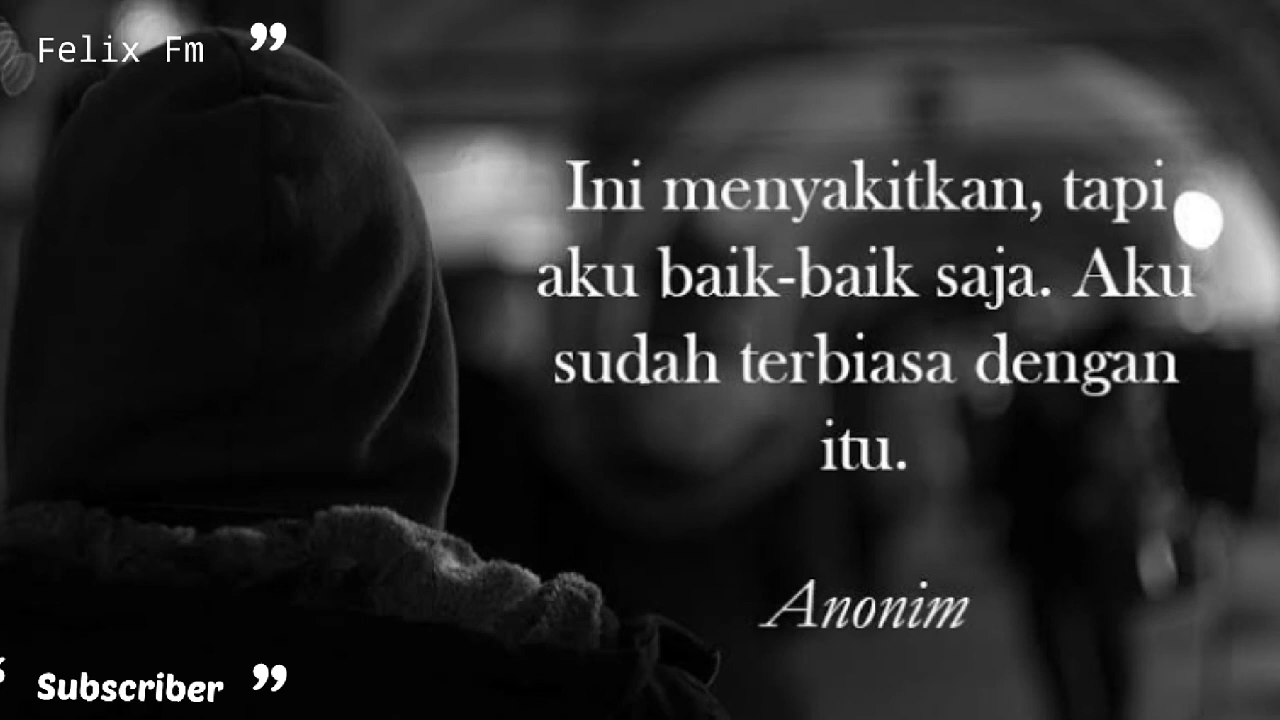 Felix Fm ”
Ini menyakitkan, tapi
aku baik-baik saja. Aku
sudah terbiasa dengan
itu.
Anonim
Subscriber ”